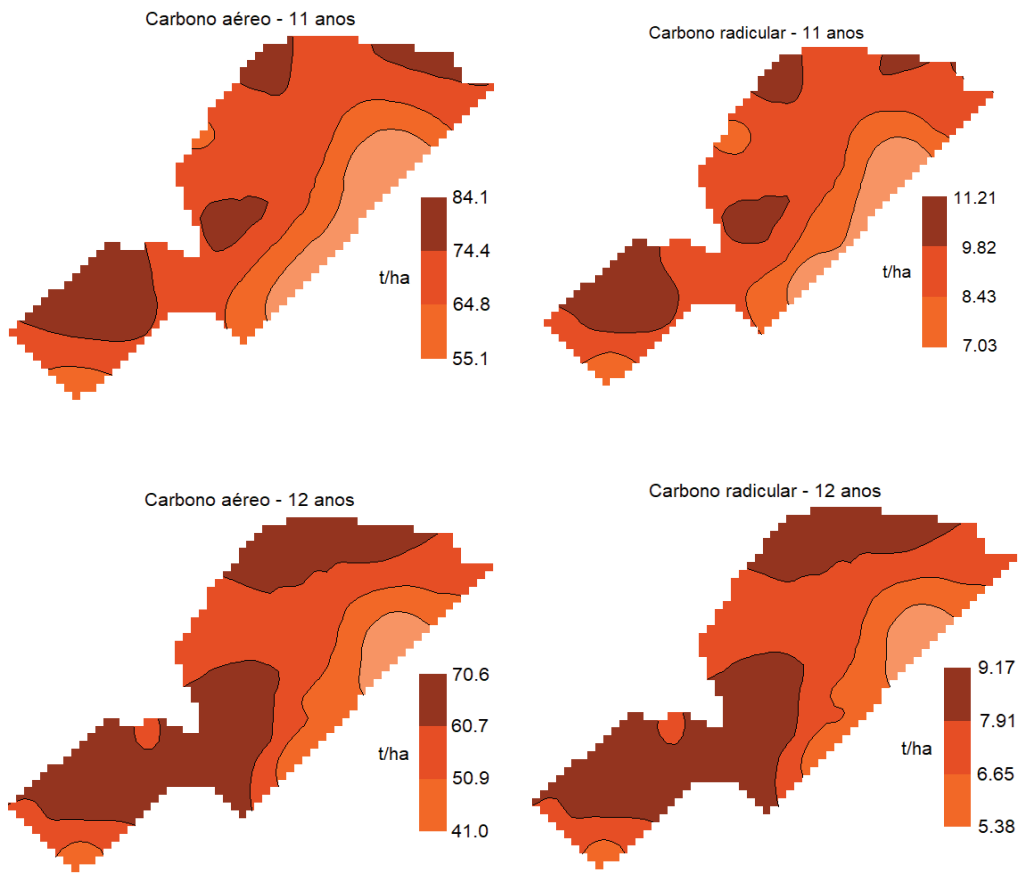 Carbono aéreo - 11 anos
84.1
74.4
t/ha
64.8
55.1
Carbono radicular - 11 anos
11.21
9.82
t/ha
8.43
7.03
Carbono aéreo - 12 anos
70.6
60.7
t/ha
50.9
41.0
Carbono radicular - 12 anos
9.17
7.91
t/ha
6.65
5.38